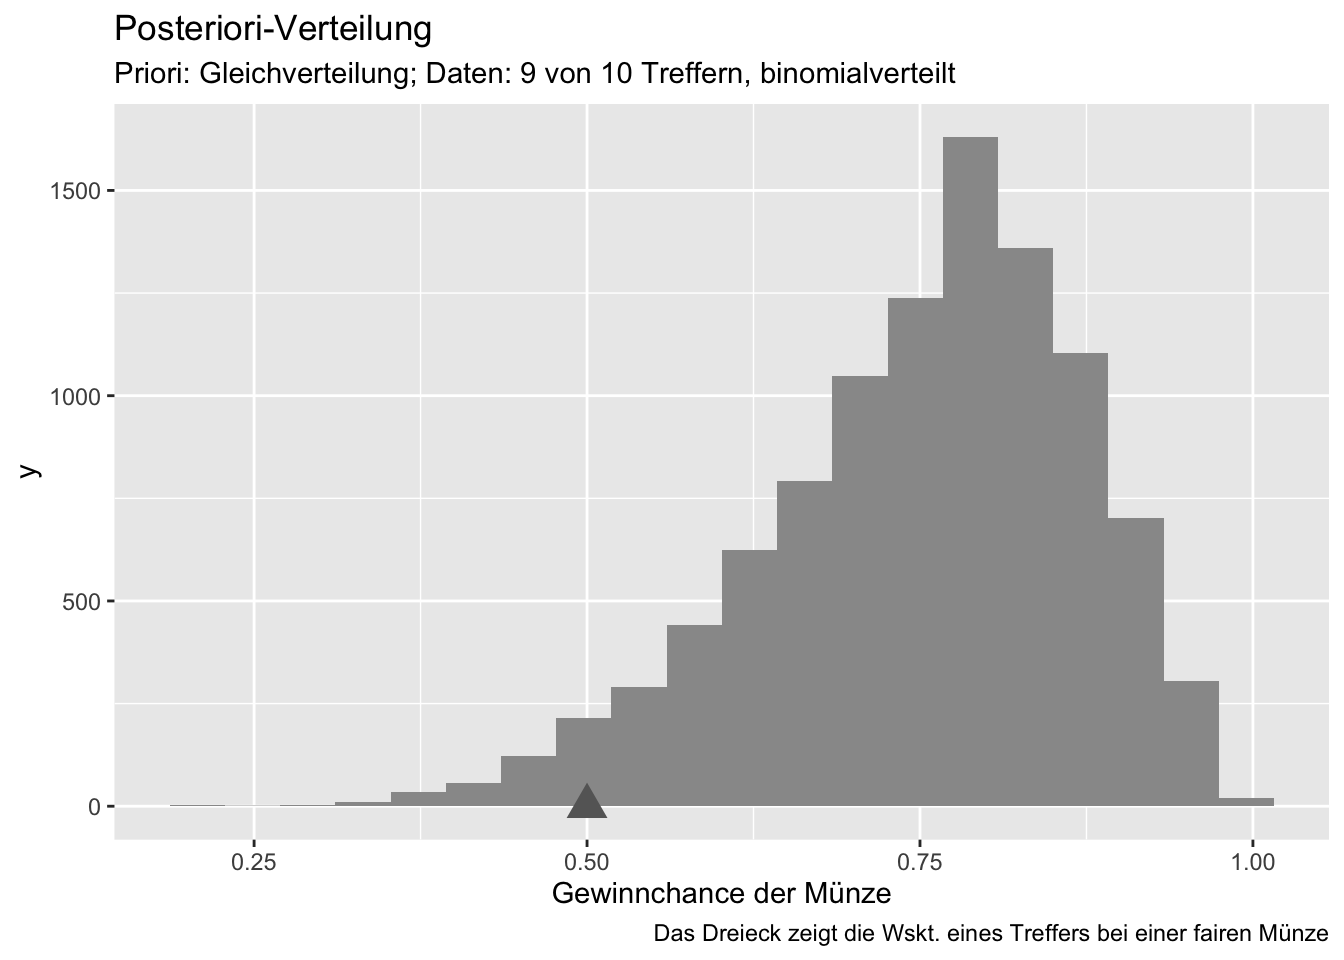 Posteriori-Verteilung
Priori: Gleichverteilung; Daten: 9 von 10 Treffern, binomialverteilt
1500
1000
500
0
y
0.25 0.50 0.75 1.00
Gewinnchance der Münze
Das Dreieck zeigt die Wskt. eines Treffers bei einer fairen Münze